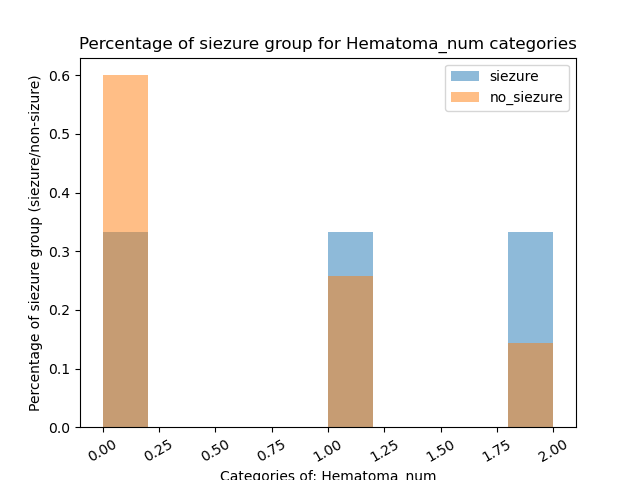 Percentage of siezure group for Hematoma_num categories
siezure
no_siezure
Percentage of siezure group (siezure/non-sizure)
0.6
0.5
0.4
0.3
0.2
0.1
0.0
0.00 0.25 0.50 0.75 1.00 1.25 1.50 1.75 2.00
Categories of: Hematoma_num